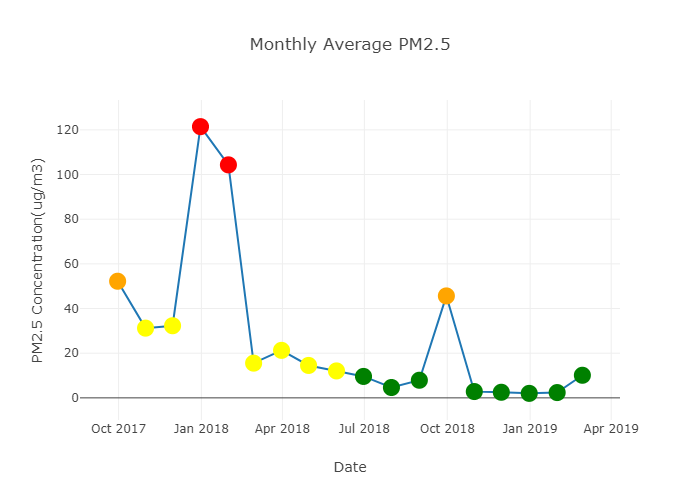 Monthly Average PM2.5
PM2.5 Concentration(ug/m3)
120
100
80
60
40
20
0
Oct 2017 Jan 2018 Apr 2018 Jul 2018 Oct 2018 Jan 2019 Apr 2019
Date